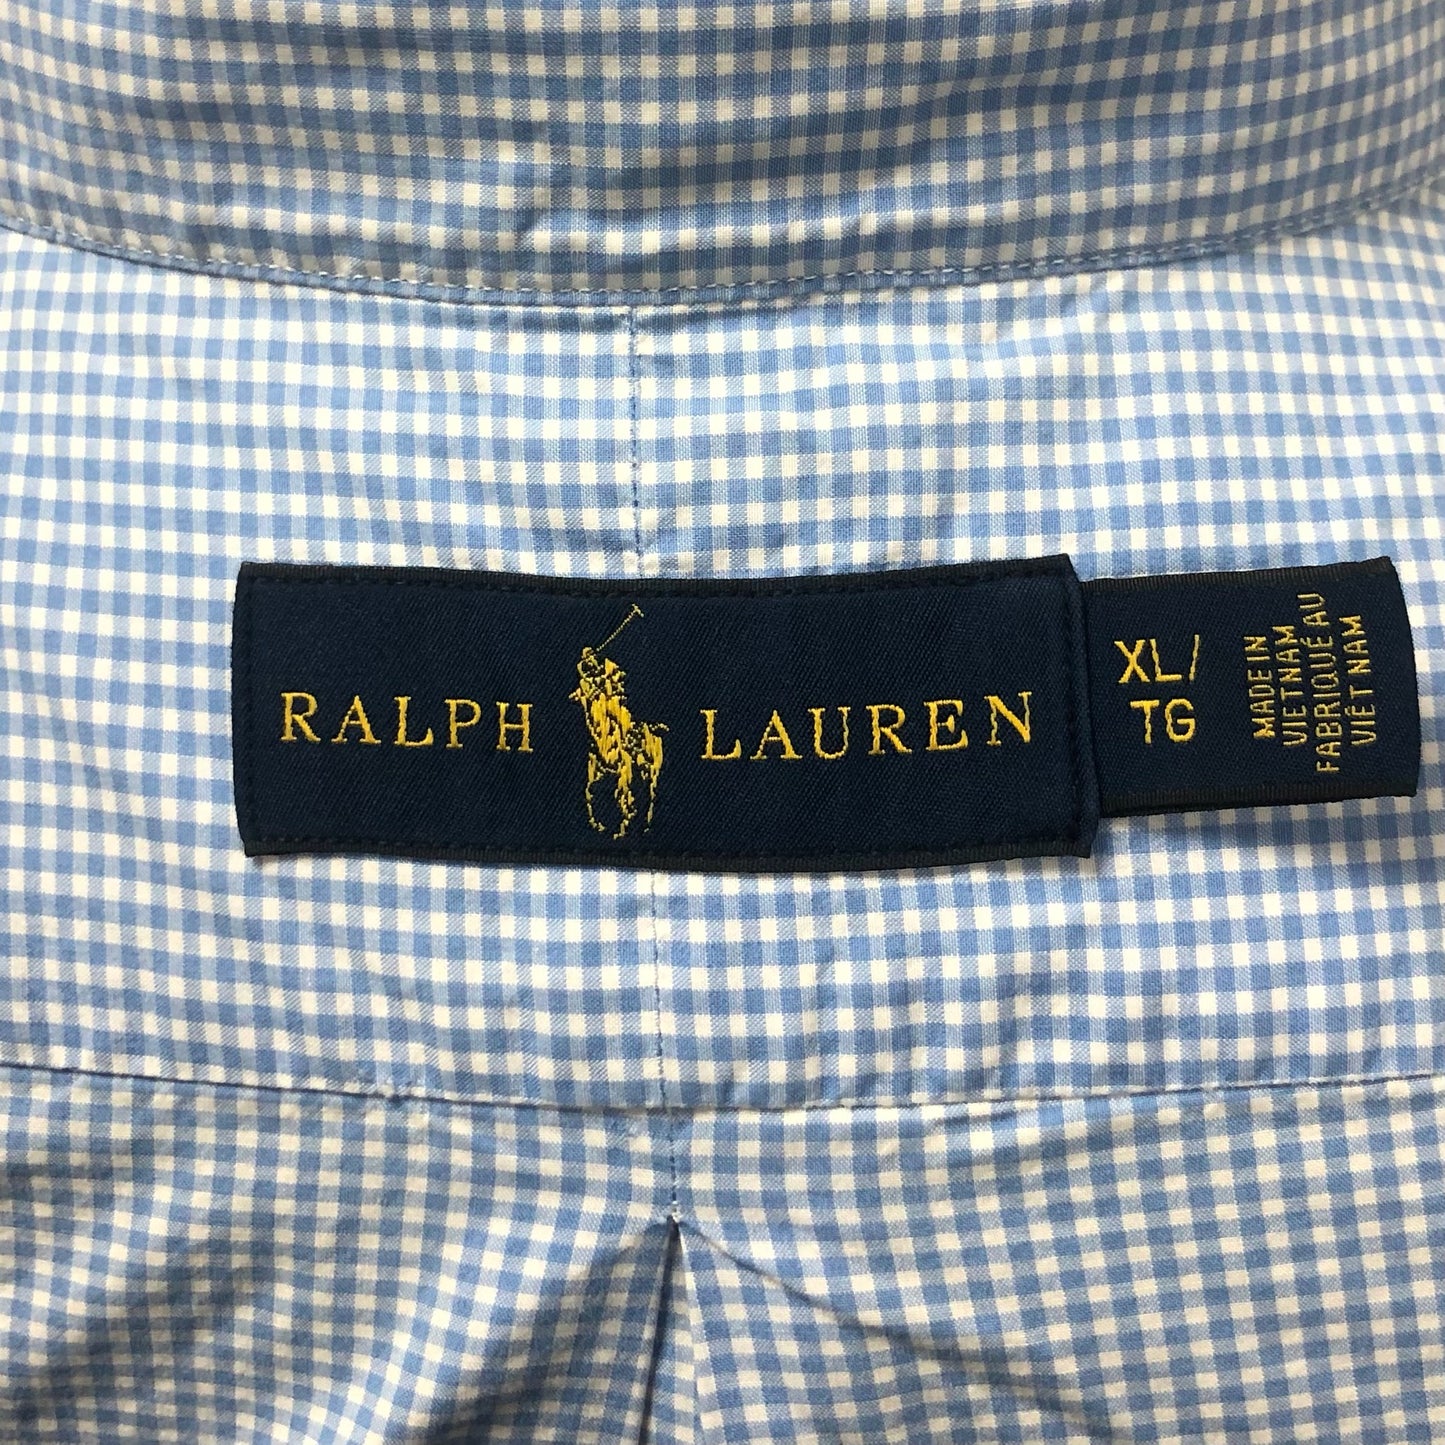 RALPH LAUREN
XL/
TG
MADE IN
VIETNAM
FABRIQUÉ AU
VIÊT NAM